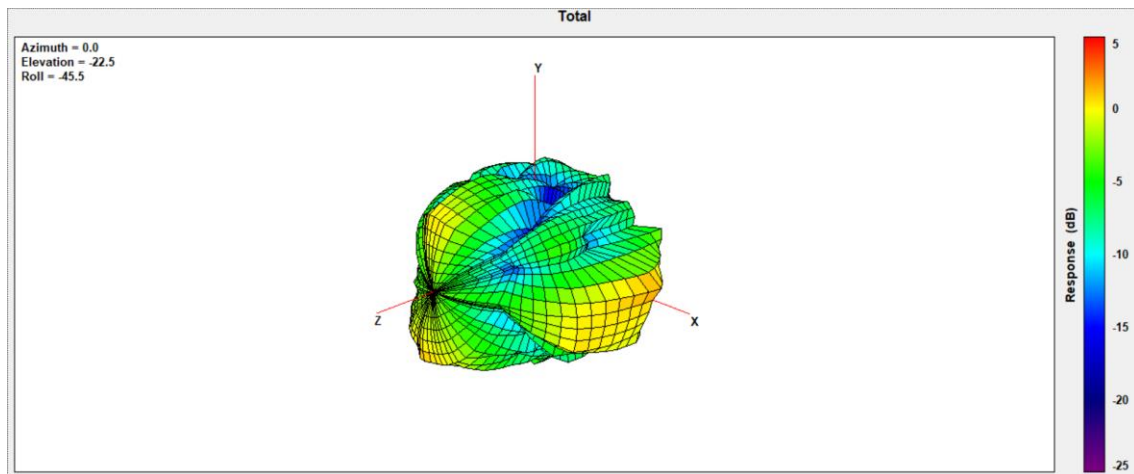 Total
Azimuth = 0.0
Elevation = -22.5
Roll = -45.5
Y
Z
X
5
0
-5
-10
-15
-20
-25
Response (dB)